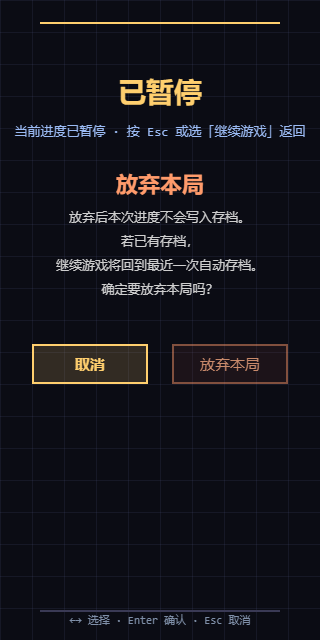 已暂停
当前进度已暂停 · 按 Esc 或选「继续游戏」返回
放弃本局
放弃后本次进度不会写入存档。
若已有存档，
继续游戏将回到最近一次自动存档。
确定要放弃本局吗？
取消 放弃本局
↔ 选择 · Enter 确认 · Esc 取消